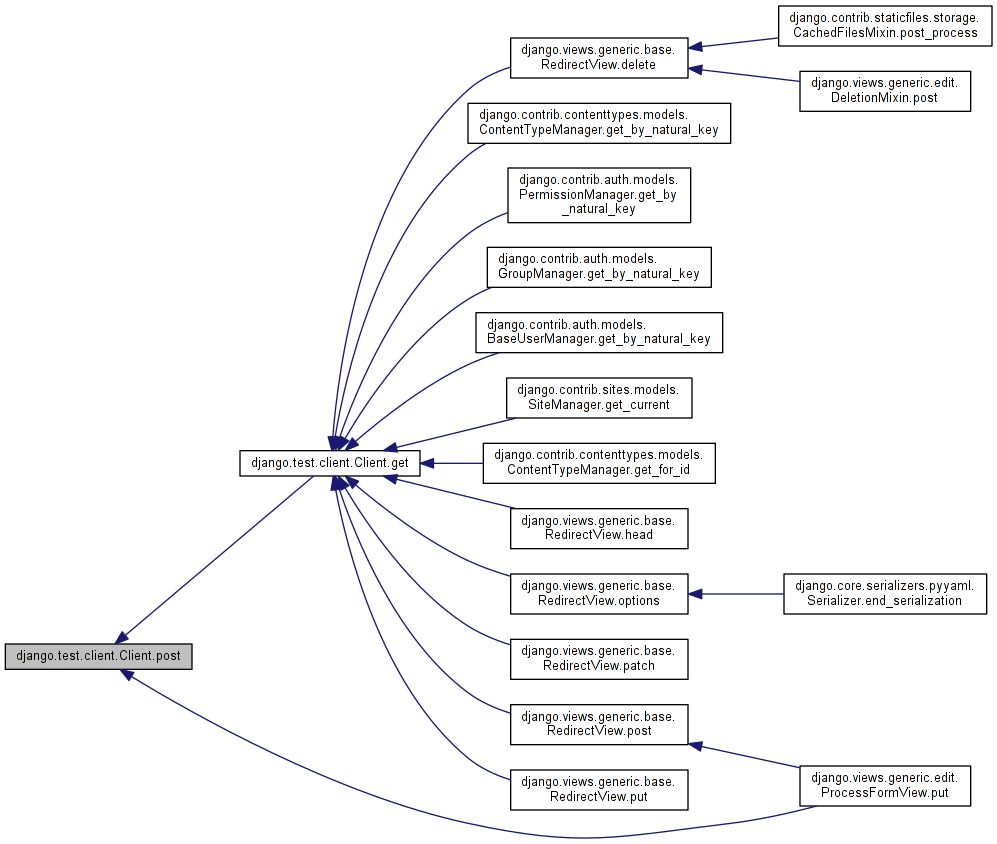 django.contrib.staticfiles.storage.
CachedFilesMixin.post_process
django.views.generic.base.
RedirectView.delete
django.views.generic.edit.
DeletionMixin.post
django.contrib.contenttypes.models.
ContentTypeManager.get_by_natural_key
django.contrib.auth.models.
PermissionManager.get_by
_natural_key
django.contrib.auth.models.
GroupManager.get_by_natural_key
django.contrib.auth.models.
BaseUserManager.get_by_natural_key
django.contrib.sites.models.
SiteManager.get_current
django.test.client.Client.get
django.contrib.contenttypes.models.
ContentTypeManager.get_for_id
django.views.generic.base.
RedirectView.head
django.views.generic.base.
RedirectView.options
django.core.serializers.pyyaml.
Serializer.end_serialization
django.test.client.Client.post
django.views.generic.base.
RedirectView.patch
django.views.generic.base.
RedirectView.post
django.views.generic.base.
RedirectView.put
django.views.generic.edit.
ProcessFormView.put